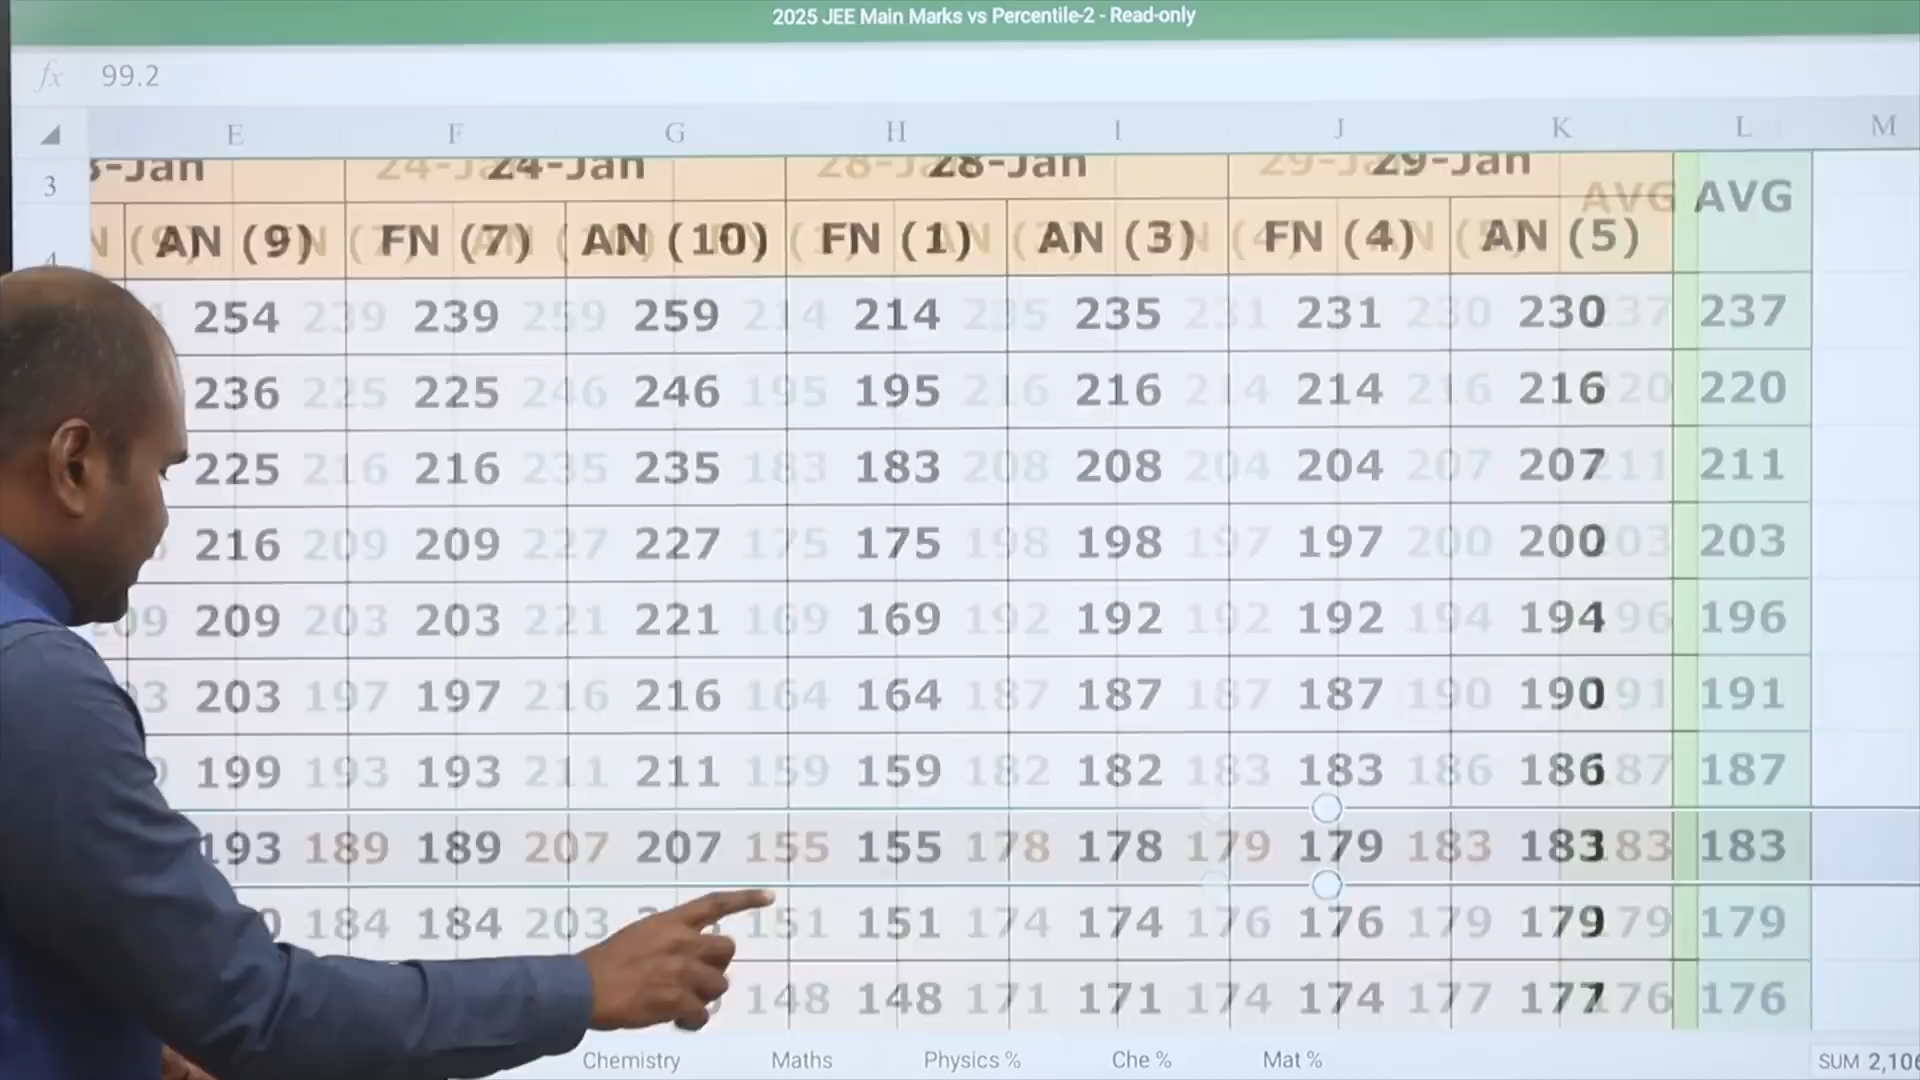 2025 JEE Main Marks vs Percentile-2 - Read-only
fx 99.2
E F G H I J K L M
3 -Jan 24-Jan 28-Jan 29-Jan AVG
4 AN (9) FN (7) AN (10) FN (1) AN (3) FN (4) AN (5)
254 239 259 214 235 231 230 237
236 225 246 195 216 214 216 220
225 216 235 183 208 204 207 211
216 209 227 175 198 197 200 203
209 203 221 169 192 192 194 196
203 197 216 164 187 187 190 191
199 193 211 159 182 183 186 187
193 189 207 155 178 179 183 183
184 203 151 174 176 179 179
148 171 174 177 176
Chemistry Maths Physics % Che % Mat % SUM 2,106